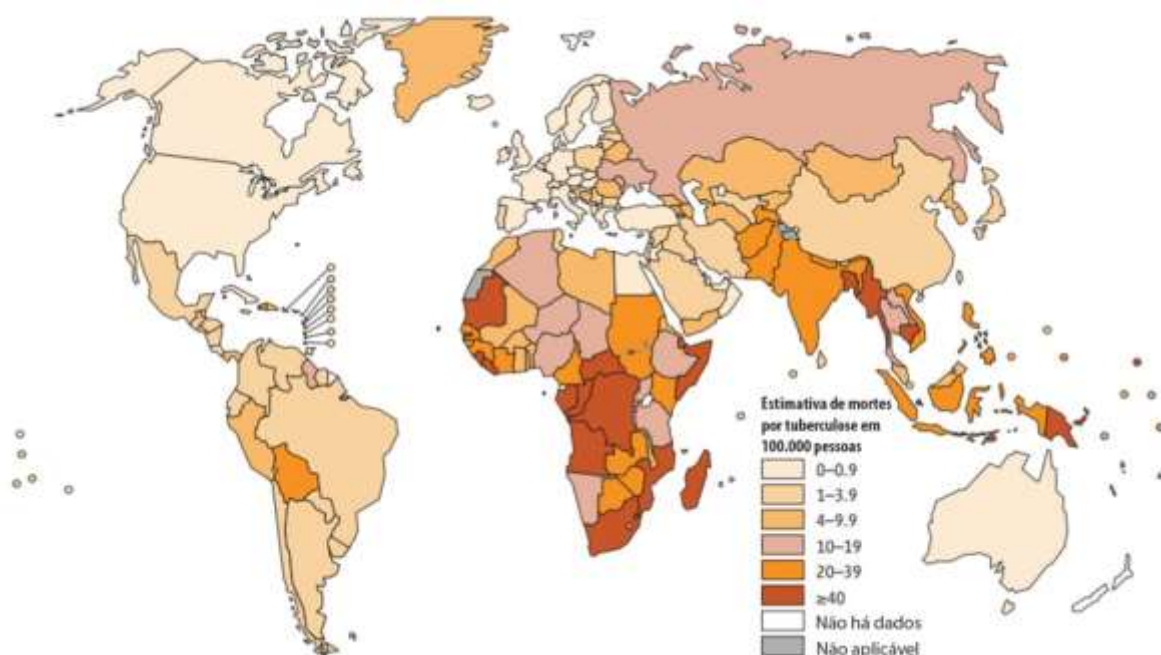 Estimativa de mortes
por tuberculose em
100.000 pessoas
0–0.9
1–3.9
4–9.9
10–19
20–39
≥40
Não há dados
Não aplicável